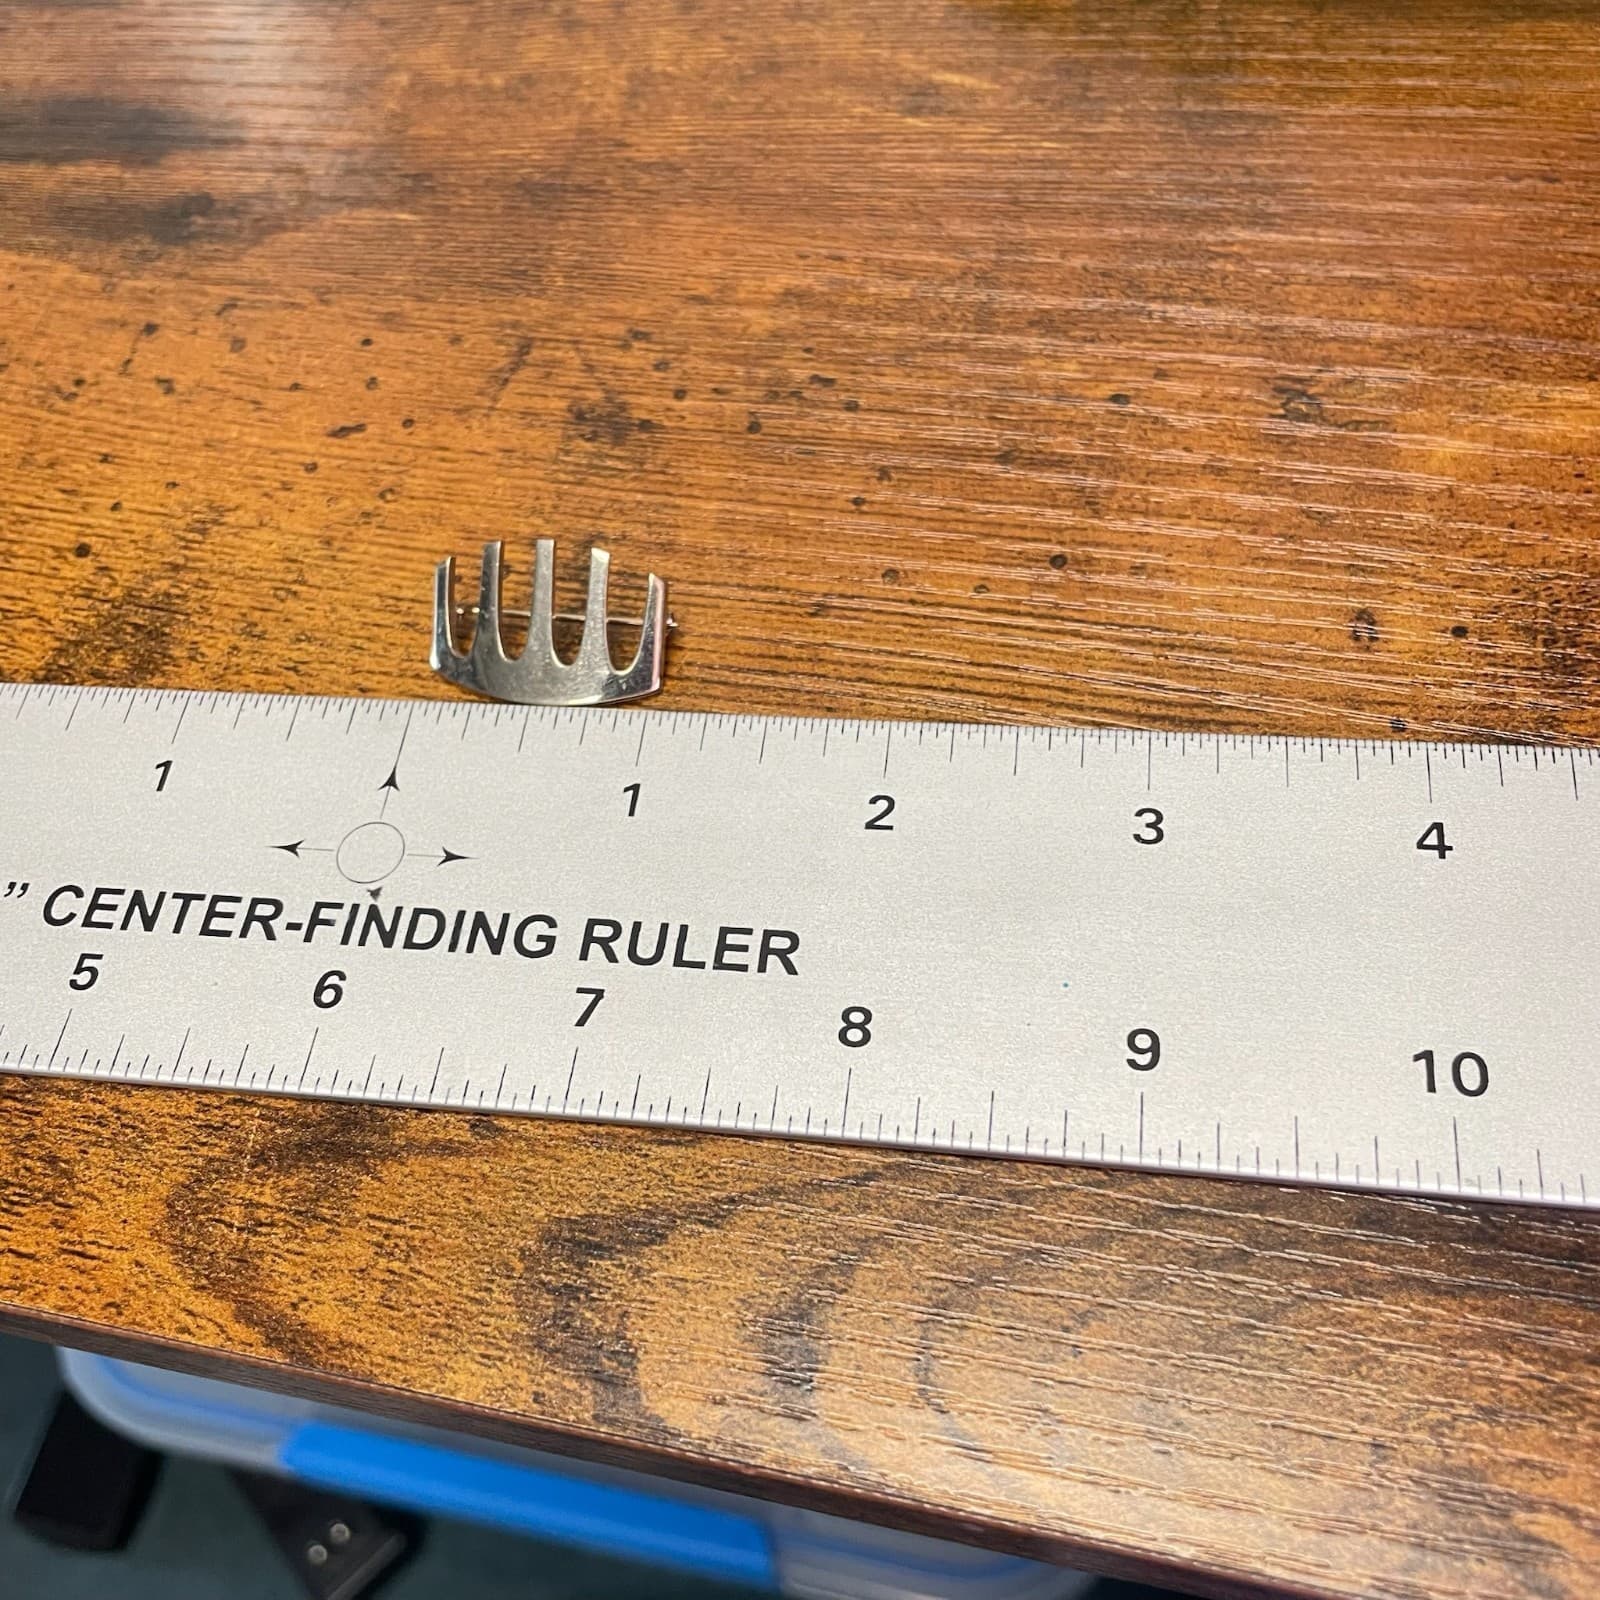 1 1 2 3 4
” CENTER-FINDING RULER
5 6 7 8 9 10